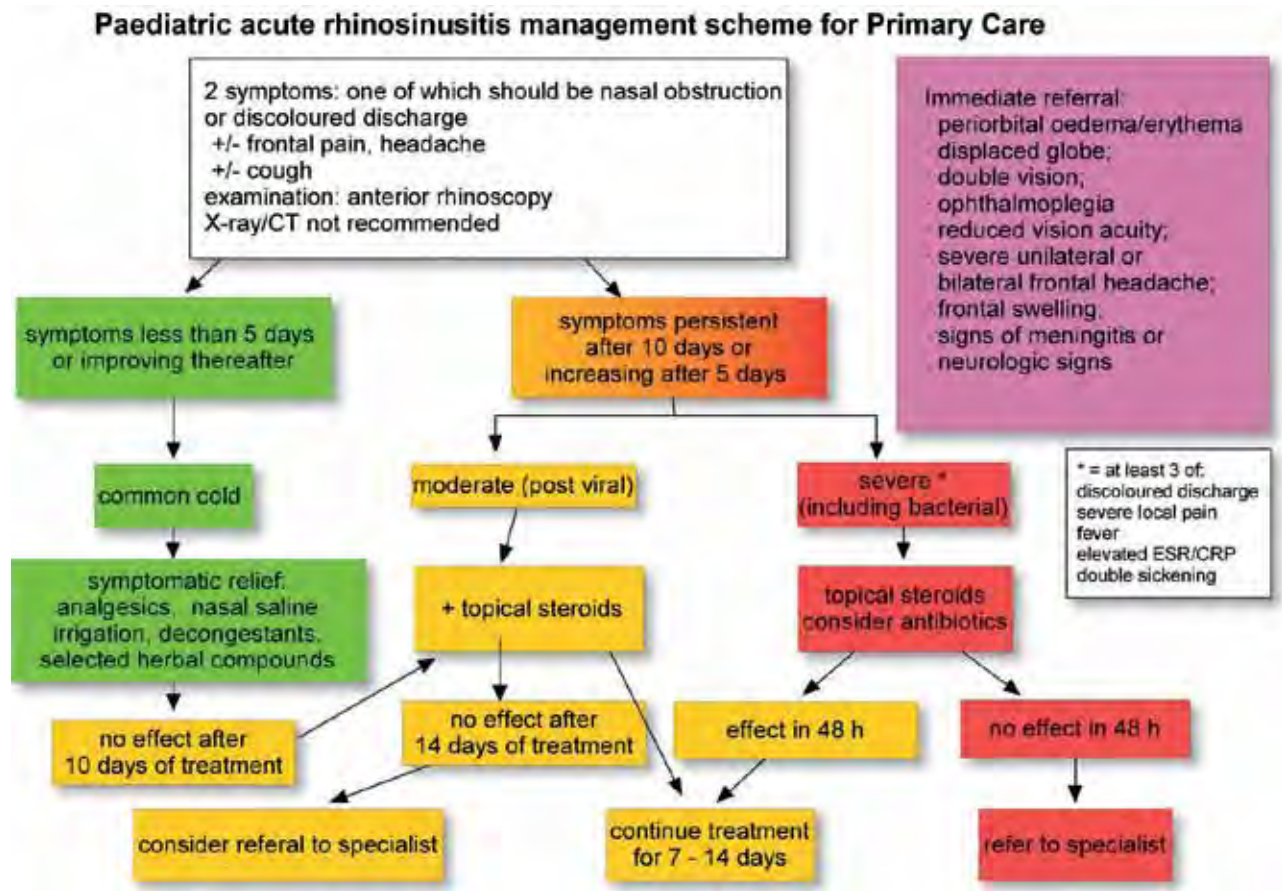 Paediatric acute rhinosinusitis management scheme for Primary Care
2 symptoms: one of which should be nasal obstruction
or discoloured discharge
+/- frontal pain, headache
+/- cough
examination: anterior rhinoscopy
X-ray/CT not recommended
Immediate referral:
periorbital oedema/erythema
displaced globe;
double vision;
ophthalmoplegia
reduced vision acuity;
severe unilateral or
bilateral frontal headache;
frontal swelling;
signs of meningitis or
neurologic signs
symptoms less than 5 days
or improving thereafter
symptoms persistent
after 10 days or
increasing after 5 days
common cold
moderate (post viral)
severe *
(including bacterial)
* = at least 3 of:
discoloured discharge
severe local pain
fever
elevated ESR/CRP
double sickening
symptomatic relief:
analgesics, nasal saline
irrigation, decongestants,
selected herbal compounds
+ topical steroids
topical steroids
consider antibiotics
no effect after
10 days of treatment
no effect after
14 days of treatment
effect in 48 h
no effect in 48 h
consider referal to specialist
continue treatment
for 7 - 14 days
refer to specialist